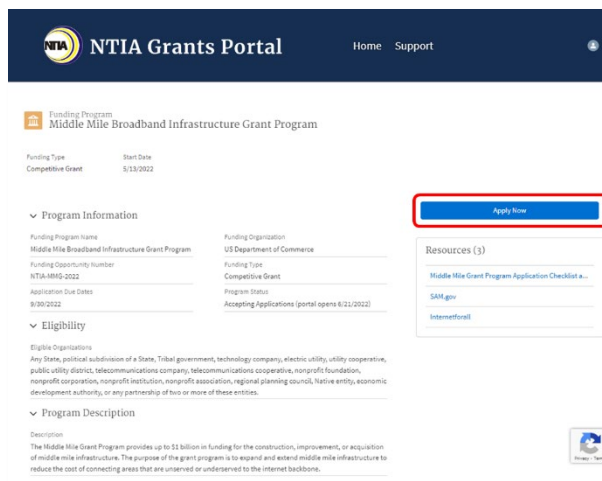 NTIA
NTIA Grants Portal
Home Support
Funding Program
Middle Mile Broadband Infrastructure Grant Program
Funding Type Start Date
Competitive Grant 5/13/2022
Apply Now
Program Information
Funding Program Name Funding Organization
Middle Mile Broadband Infrastructure Grant Program US Department of Commerce
Funding Opportunity Number Funding Type
NTIA-MMG-2022 Competitive Grant
Application Due Dates Program Status
9/30/2022 Accepting Applications (portal opens 6/21/2022)
Resources (3)
Middle Mile Grant Program Application Checklist a...
SAM.gov
Internetforall
Eligibility
Eligible Organizations
Any State, political subdivision of a State, Tribal government, technology company, electric utility, utility cooperative,
public utility district, telecommunications company, telecommunications cooperative, nonprofit foundation,
nonprofit corporation, nonprofit institution, nonprofit association, regional planning council, Native entity, economic
development authority, or any partnership of two or more of these entities.
Program Description
Description
The Middle Mile Grant Program provides up to $1 billion in funding for the construction, improvement, or acquisition
of middle mile infrastructure. The purpose of the grant program is to expand and extend middle mile infrastructure to
reduce the cost of connecting areas that are unserved or underserved to the internet backbone.
Privacy - Ter